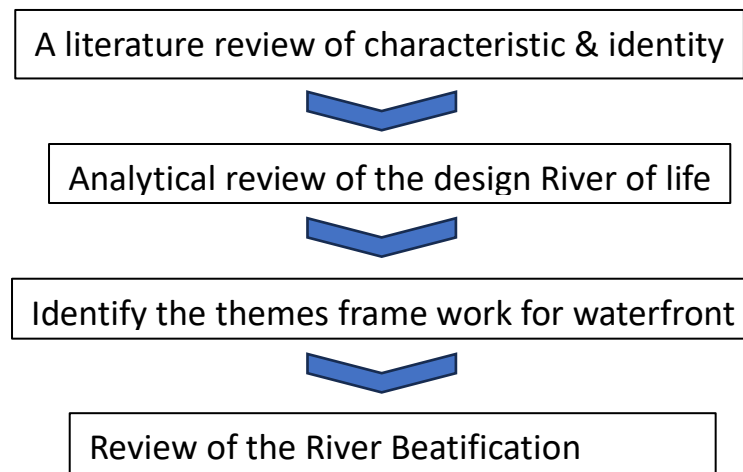 A literature review of characteristic & identity
Analytical review of the design River of life
Identify the themes frame work for waterfront
Review of the River Beatification